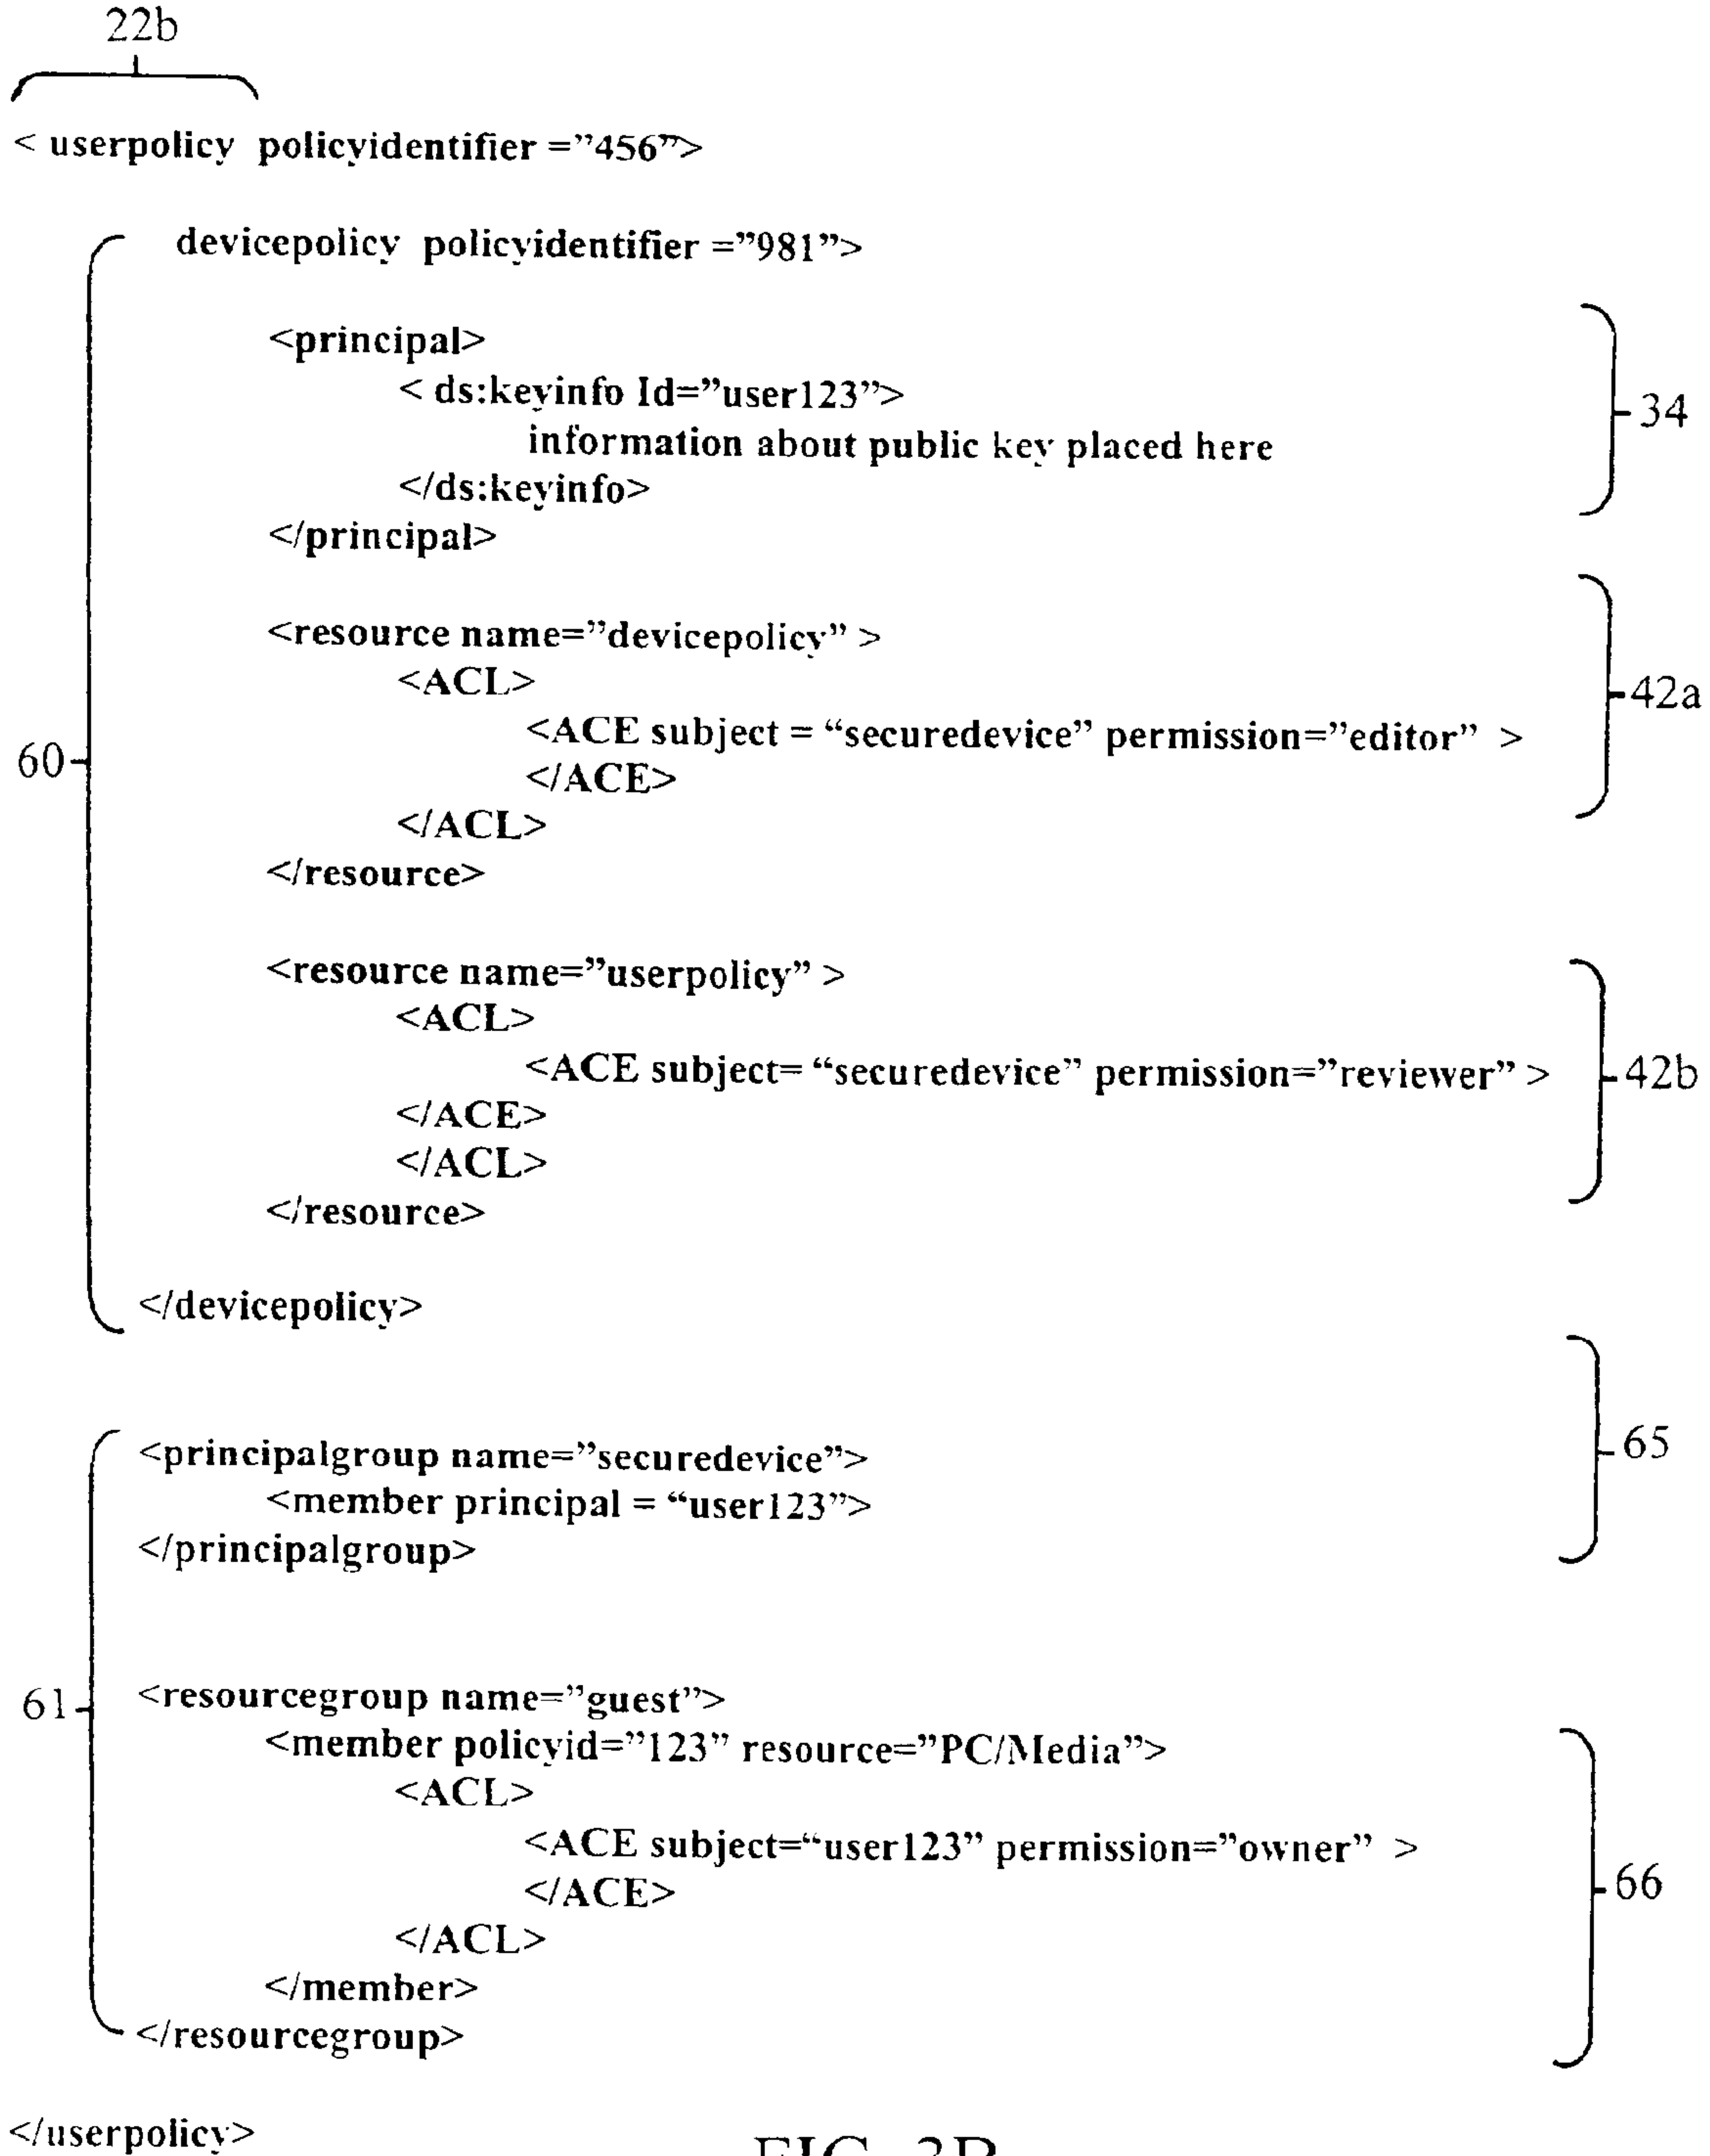 22b
< userpolicy policyidentifier =”456”>
devicepolicy policyidentifier =”981”>
<principal>
< ds:keyinfo Id=”user123”>
34
information about public key placed here
</ds:keyinfo>
</principal>
<resource name=”devicepolicy” >
<ACL>
42a
<ACE subject = “securedevice” permission=”editor” >
60
</ACE>
</ACL>
</resource>
<resource name=”userpolicy” >
<ACL>
<ACE subject= “securedevice” permission=”reviewer” >
42b
</ACE>
</ACL>
</resource>
</devicepolicy>
65
<principalgroup name=”securedevice”>
<member principal = “user123”>
</principalgroup>
61
<resourcegroup name=”guest”>
<member policyid=”123” resource=”PC/Media”>
<ACL>
<ACE subject=“user123” permission=”owner” >
66
</ACE>
</ACL>
</member>
</resourcegroup>
</userpolicy>
FIG. 3B